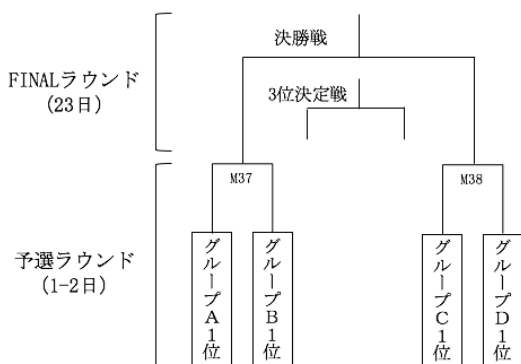 決勝戦
FINALラウンド
(23日)
3位決定戦
M37
M38
予選ラウンド
(1-2日)
グループA1位
グループB1位
グループC1位
グループD1位